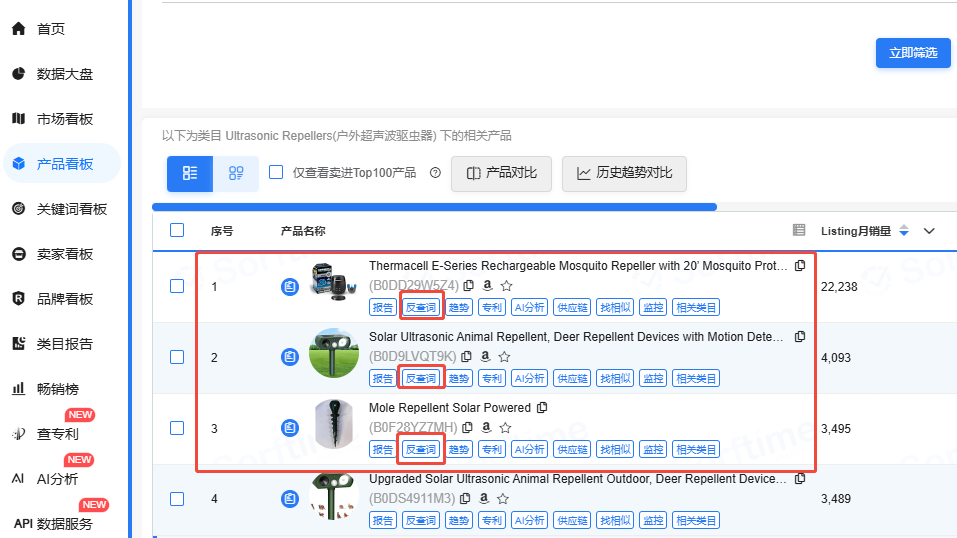 首页
数据大盘
市场看板
产品看板
关键词看板
卖家看板
品牌看板
类目报告
畅销榜
NEW
查专利
NEW
AI AI分析
NEW
API 数据服务
立即筛选
以下为类目 Ultrasonic Repellers(户外超声波驱虫器) 下的相关产品
仅查看卖进Top100产品 产品对比 历史趋势对比
序号 产品名称 Listing月销量
Thermacell E-Series Rechargeable Mosquito Repeller with 20’ Mosquito Prot...
1 (B0DD29W5Z4) 22,238
报告 反查词 趋势 专利 AI分析 供应链 找相似 监控 相关类目
Solar Ultrasonic Animal Repellent, Deer Repellent Devices with Motion Dete...
2 (B0D9LVQT9K) 4,093
报告 反查词 趋势 专利 AI分析 供应链 找相似 监控 相关类目
Mole Repellent Solar Powered
3 (B0F28YZ7MH) 3,495
报告 反查词 趋势 专利 AI分析 供应链 找相似 监控 相关类目
Upgraded Solar Ultrasonic Animal Repellent Outdoor, Deer Repellent Device...
4 (B0DS4911M3) 3,489
报告 反查词 趋势 专利 AI分析 供应链 找相似 监控 相关类目
Sorftime